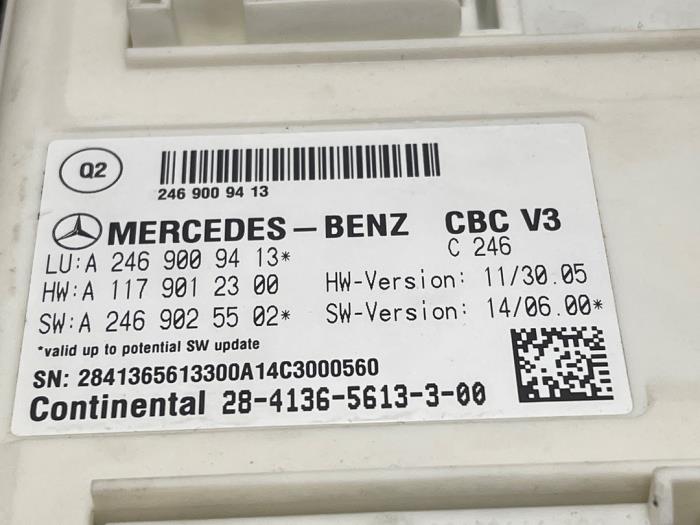 Q2
246 900 94 13
MERCEDES-BENZ CBC V3
C 246
LU:A 246 900 94 13*
HW:A 117 901 23 00 HW-Version: 11/30.05
SW:A 246 902 55 02* SW-Version: 14/06.00*
*valid up to potential SW update
SN: 2841365613300A14C3000560
Continental 28-4136-5613-3-00